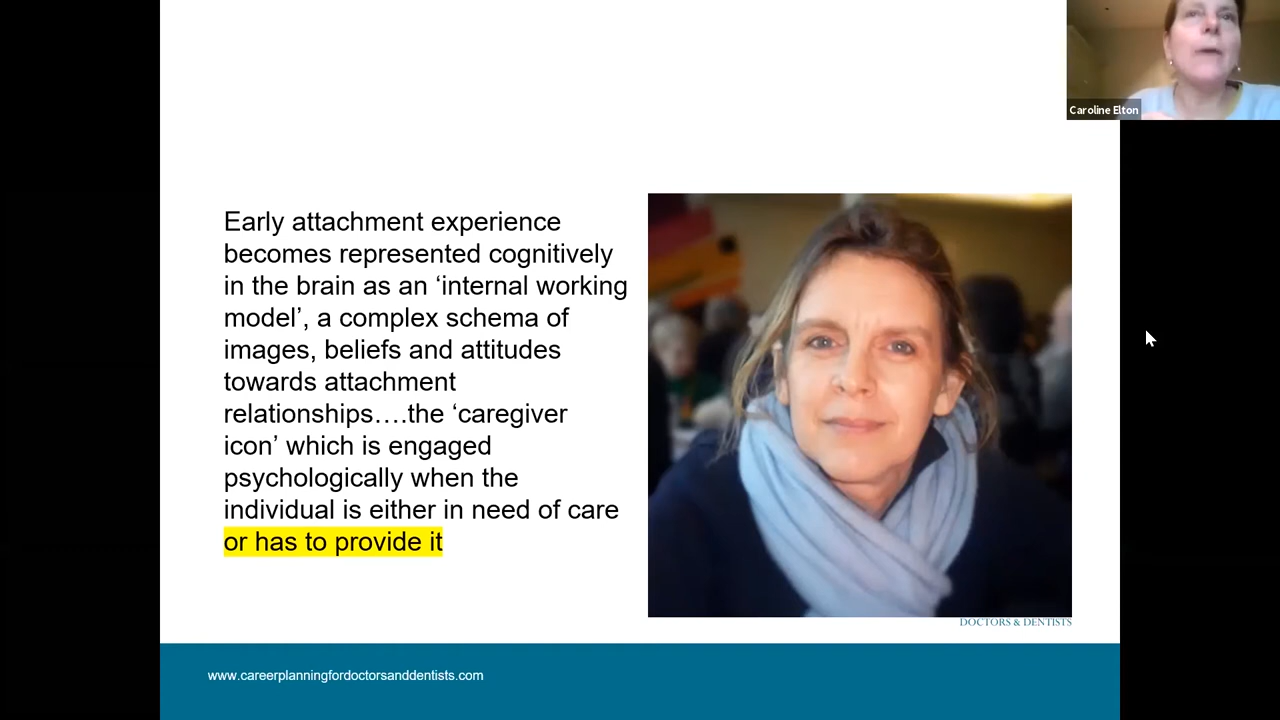 Caroline Elton
Early attachment experience
becomes represented cognitively
in the brain as an ‘internal working
model’, a complex schema of
images, beliefs and attitudes
towards attachment
relationships….the ‘caregiver
icon’ which is engaged
psychologically when the
individual is either in need of care
or has to provide it
DOCTORS & DENTISTS
www.careerplanningfordoctorsanddentists.com